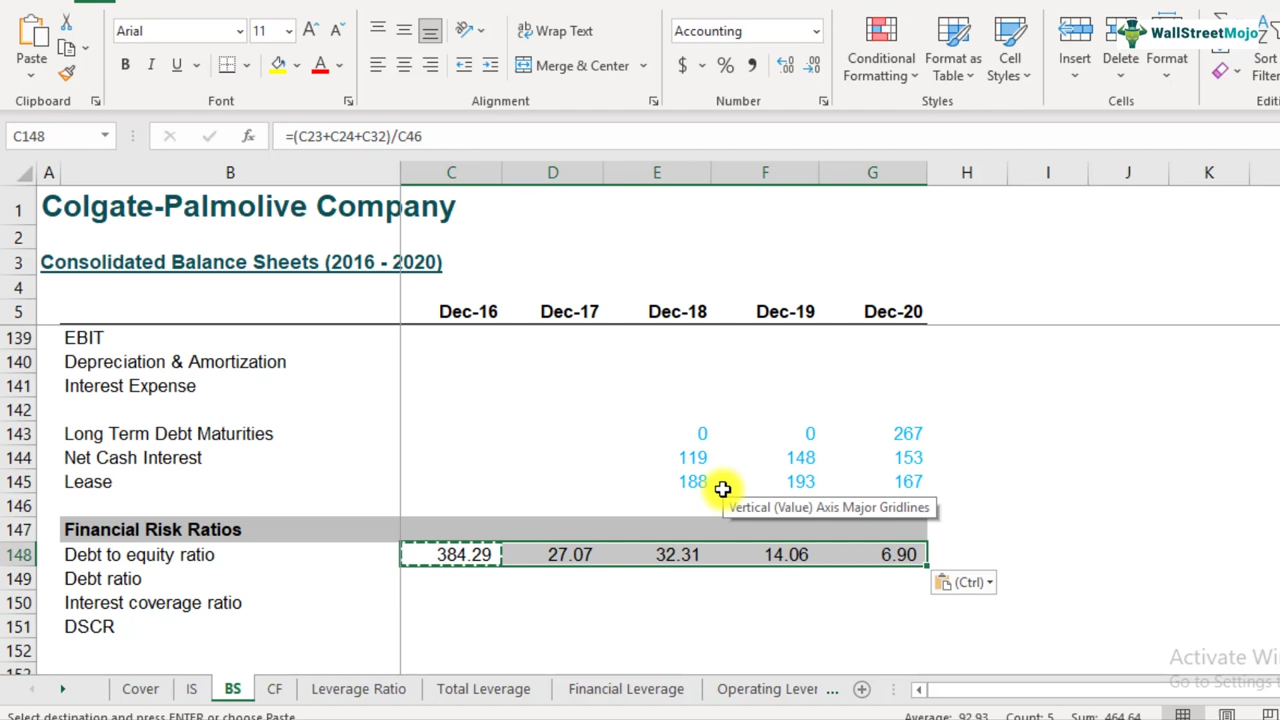 Arial 11 Wrap Text Accounting WallStreetMojo
Paste B I U A Merge & Center $ % Conditional Formatting Format as Table Cell Styles Insert Delete Format Sort
Clipboard Font Alignment Number Styles Cells
C148 fx =(C23+C24+C32)/C46
A B C D E F G H I J K
1 Colgate-Palmolive Company
2
3 Consolidated Balance Sheets (2016 - 2020)
4
5 Dec-16 Dec-17 Dec-18 Dec-19 Dec-20
139 EBIT
140 Depreciation & Amortization
141 Interest Expense
142
143 Long Term Debt Maturities 0 0 267
144 Net Cash Interest 119 148 153
145 Lease 188 193 167
146 Vertical (Value) Axis Major Gridlines
147 Financial Risk Ratios
148 Debt to equity ratio 384.29 27.07 32.31 14.06 6.90
149 Debt ratio (Ctrl)
150 Interest coverage ratio
151 DSCR
152
Activate
Go to Settings
Cover IS BS CF Leverage Ratio Total Leverage Financial Leverage Operating Lever ...
Select destination and press ENTER or choose Paste Average: 92.93 Count: 5 Sum: 464.64